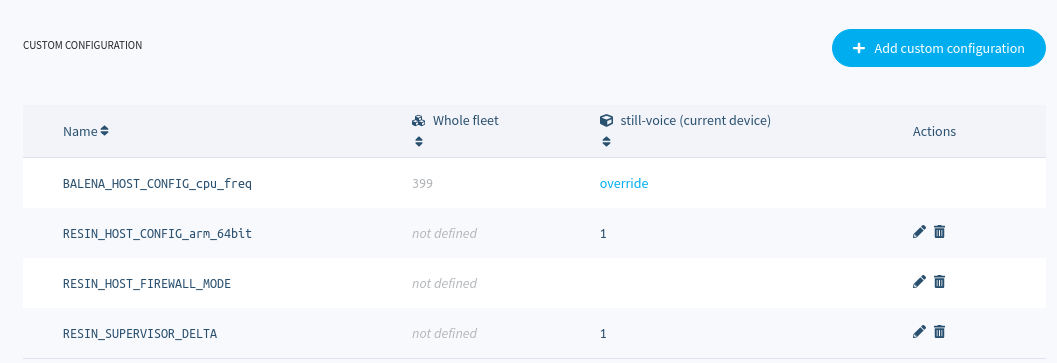 CUSTOM CONFIGURATION
Add custom configuration
Name Whole fleet still-voice (current device) Actions
BALENA_HOST_CONFIG_cpu_freq 399 override
RESIN_HOST_CONFIG_arm_64bit not defined 1
RESIN_HOST_FIREWALL_MODE not defined
RESIN_SUPERVISOR_DELTA not defined 1